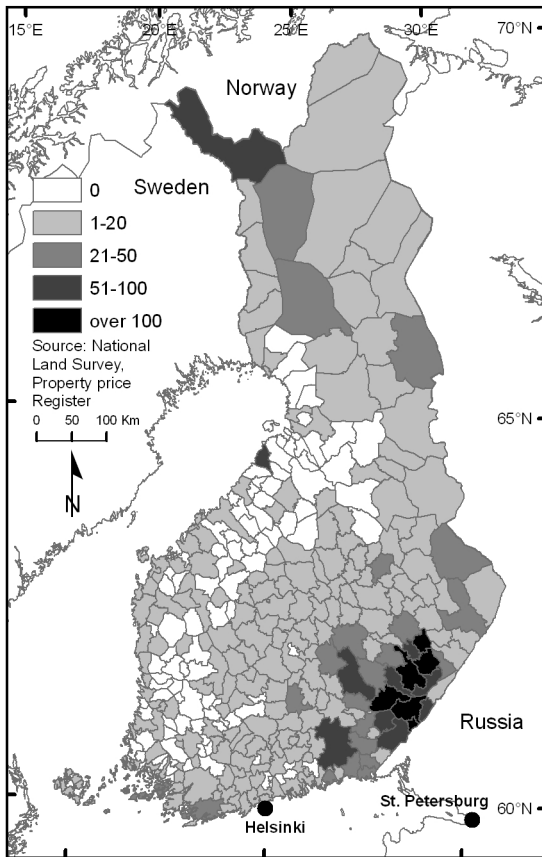 15°E
20°E
25°E
30°E
70°N
Norway
Sweden
0
1-20
21-50
51-100
over 100
Source: National
Land Survey,
Property price
Register
0 50 100 Km
N
65°N
Russia
St. Petersburg
Helsinki
60°N